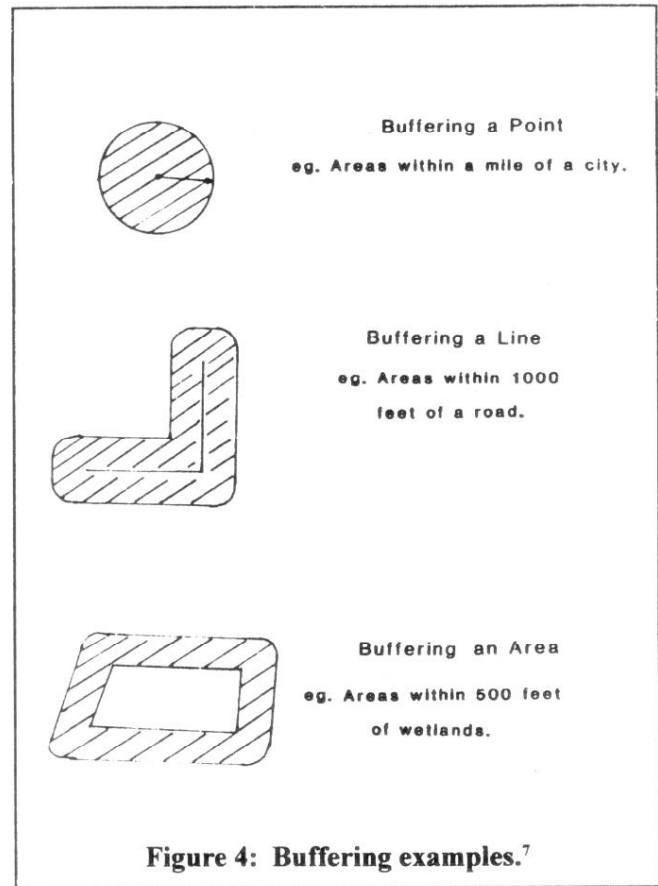 Buffering a Point
eg. Areas within a mile of a city.
Buffering a Line
eg. Areas within 1000
feet of a road.
Buffering an Area
eg. Areas within 500 feet
of wetlands.
Figure 4: Buffering examples.⁷